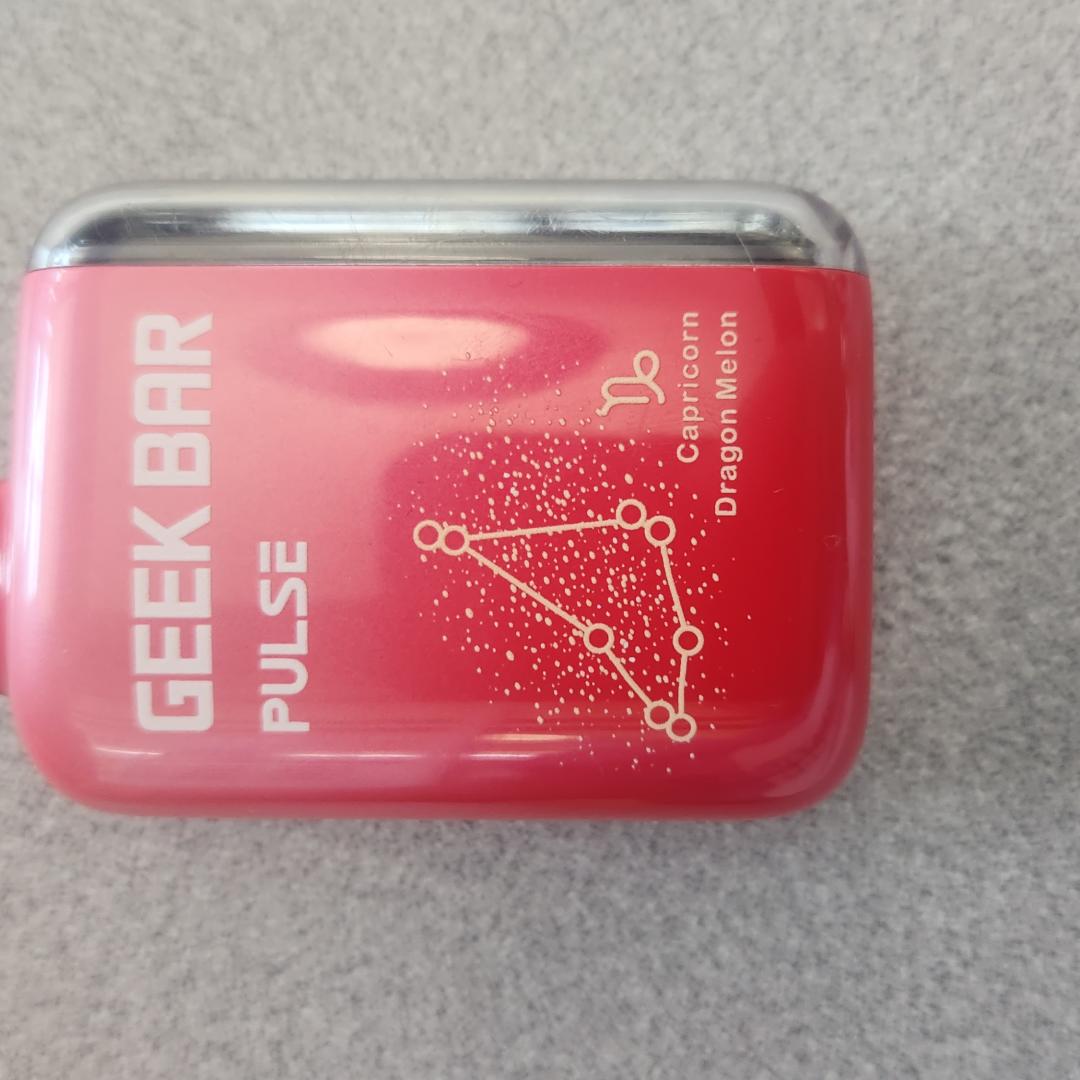 GEEK BAR
PULSE
Capricorn
Dragon Melon